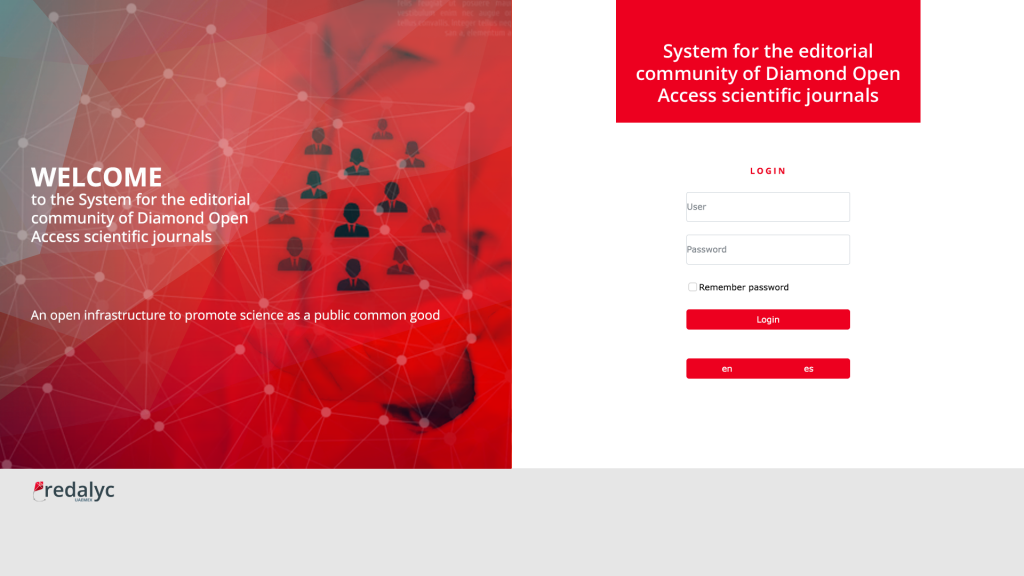 WELCOME
to the System for the editorial
community of Diamond Open
Access scientific journals
An open infrastructure to promote science as a public common good
System for the editorial
community of Diamond Open
Access scientific journals
LOGIN
User
Password
Remember password
Login
en es
redalyc